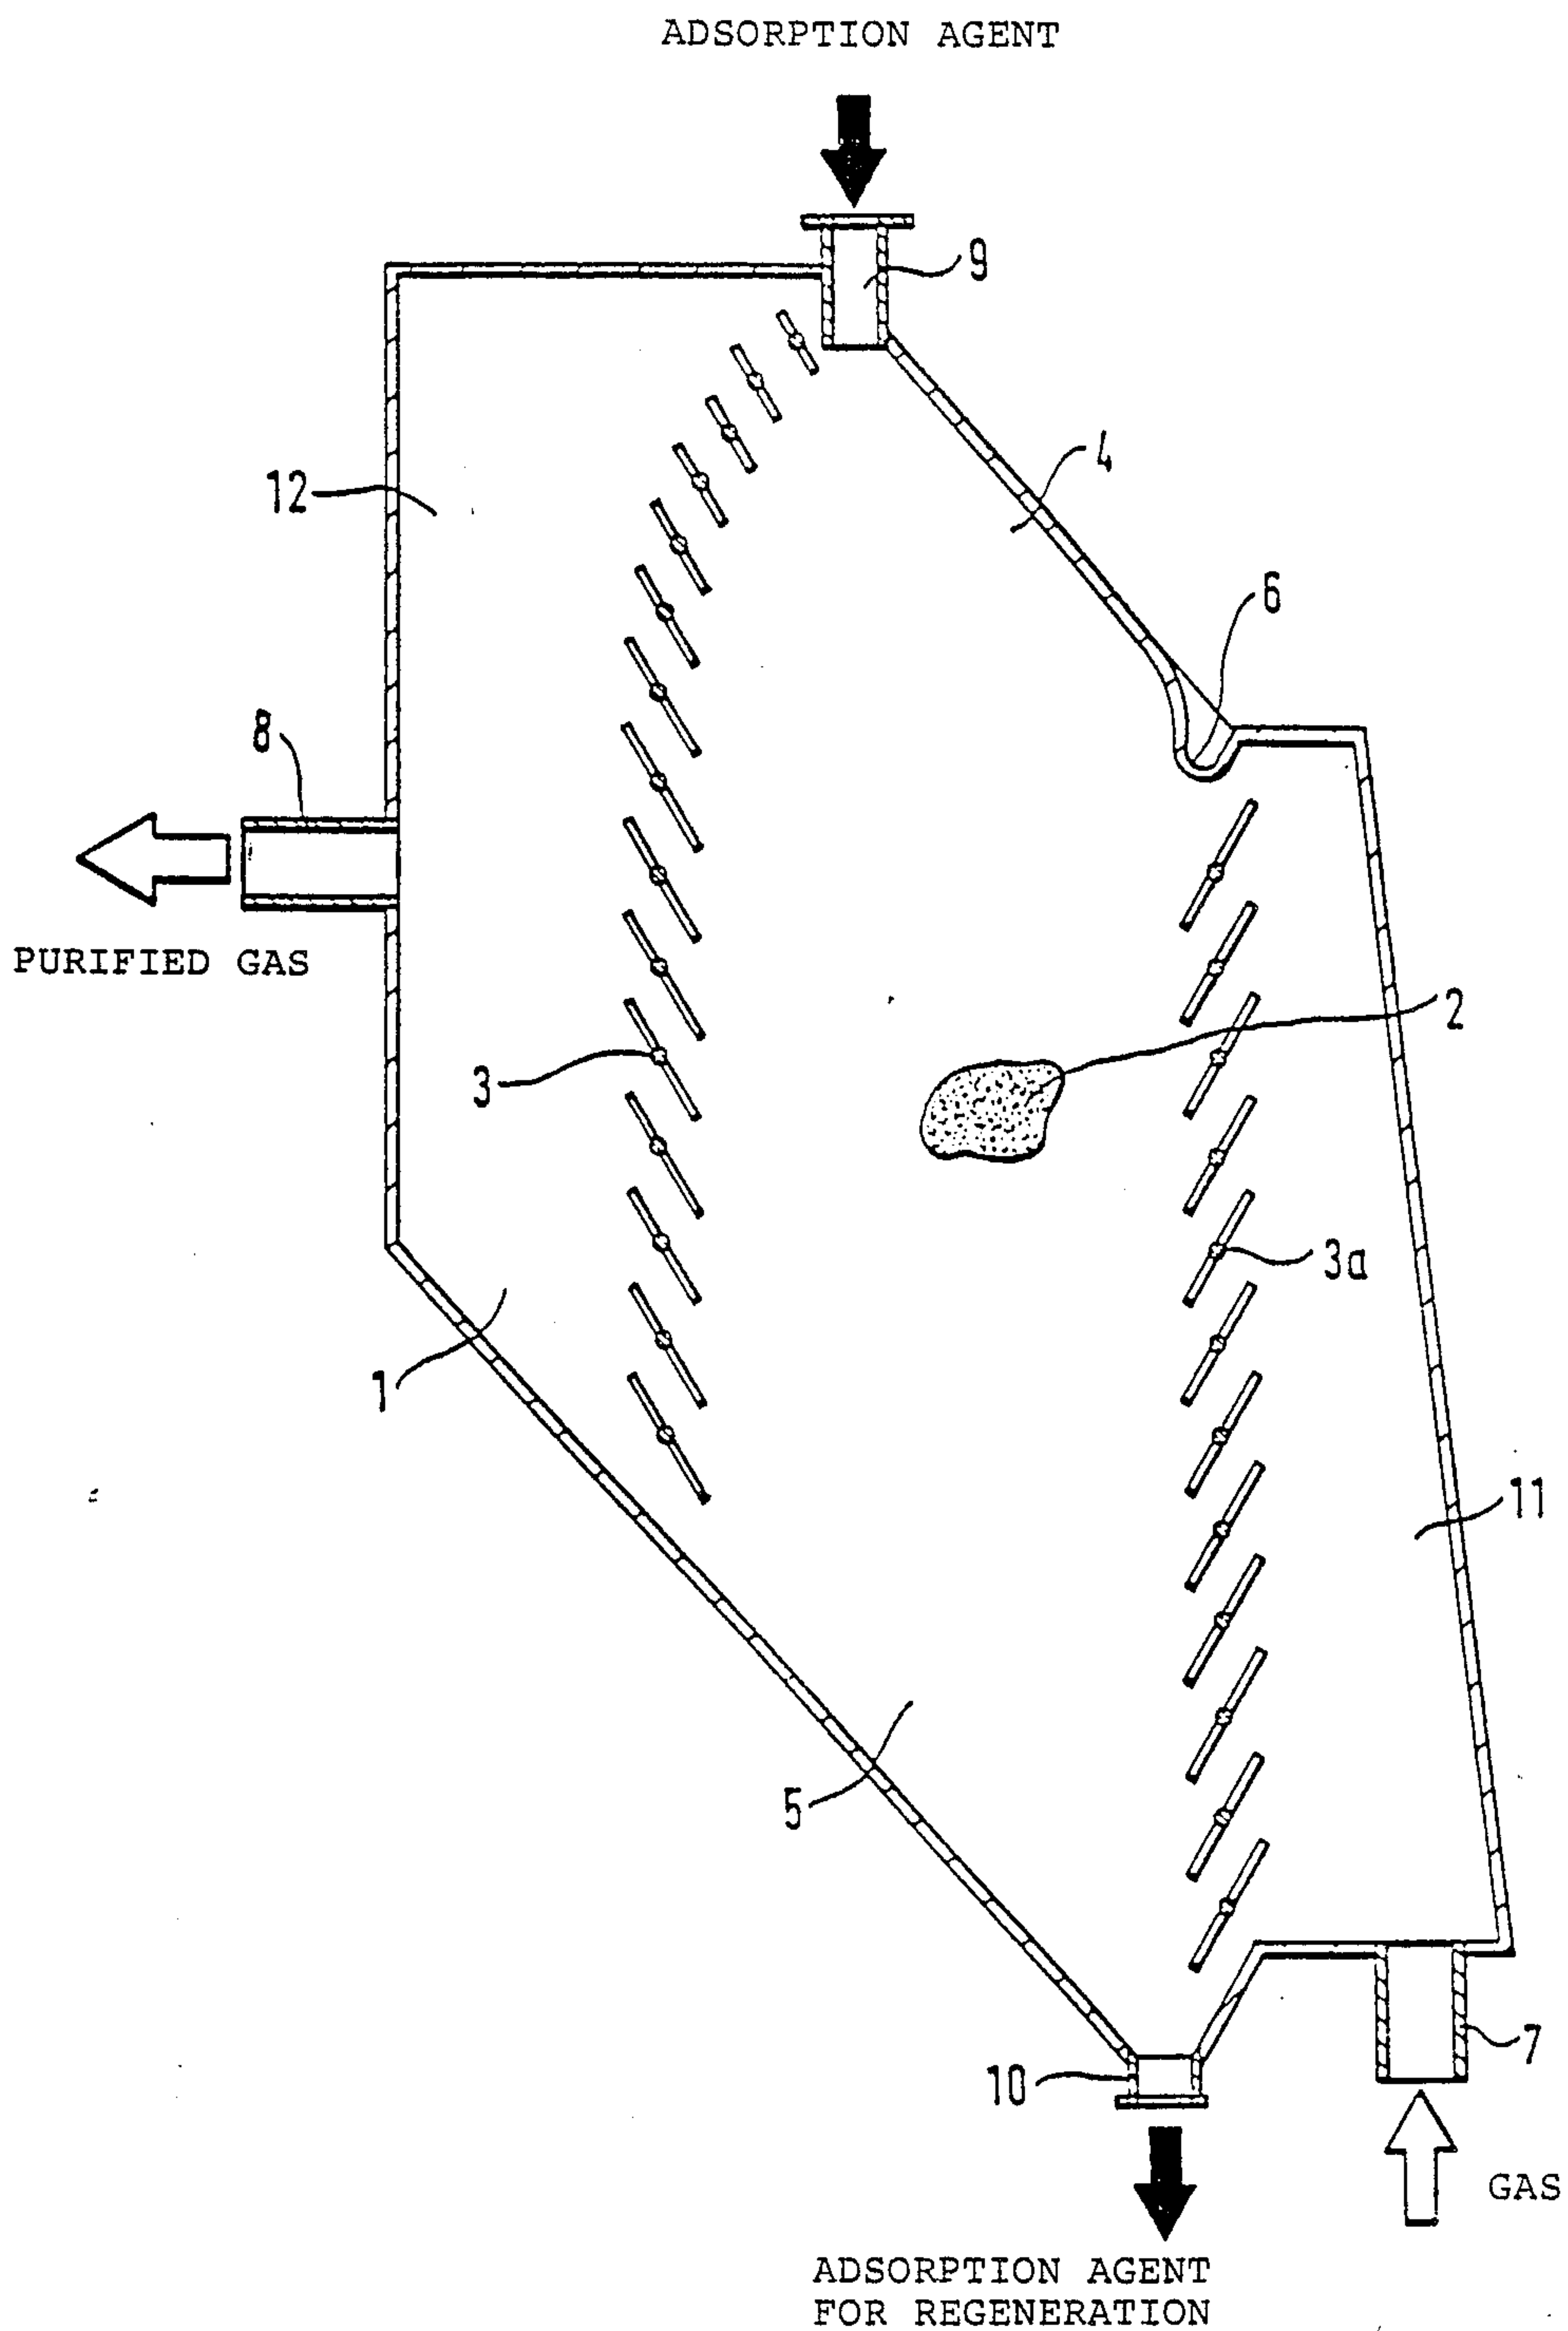 ADSORPTION AGENT
9
4
12
6
8
PURIFIED GAS
2
3
3a
1
11
5
7
10
GAS
ADSORPTION AGENT
FOR REGENERATION